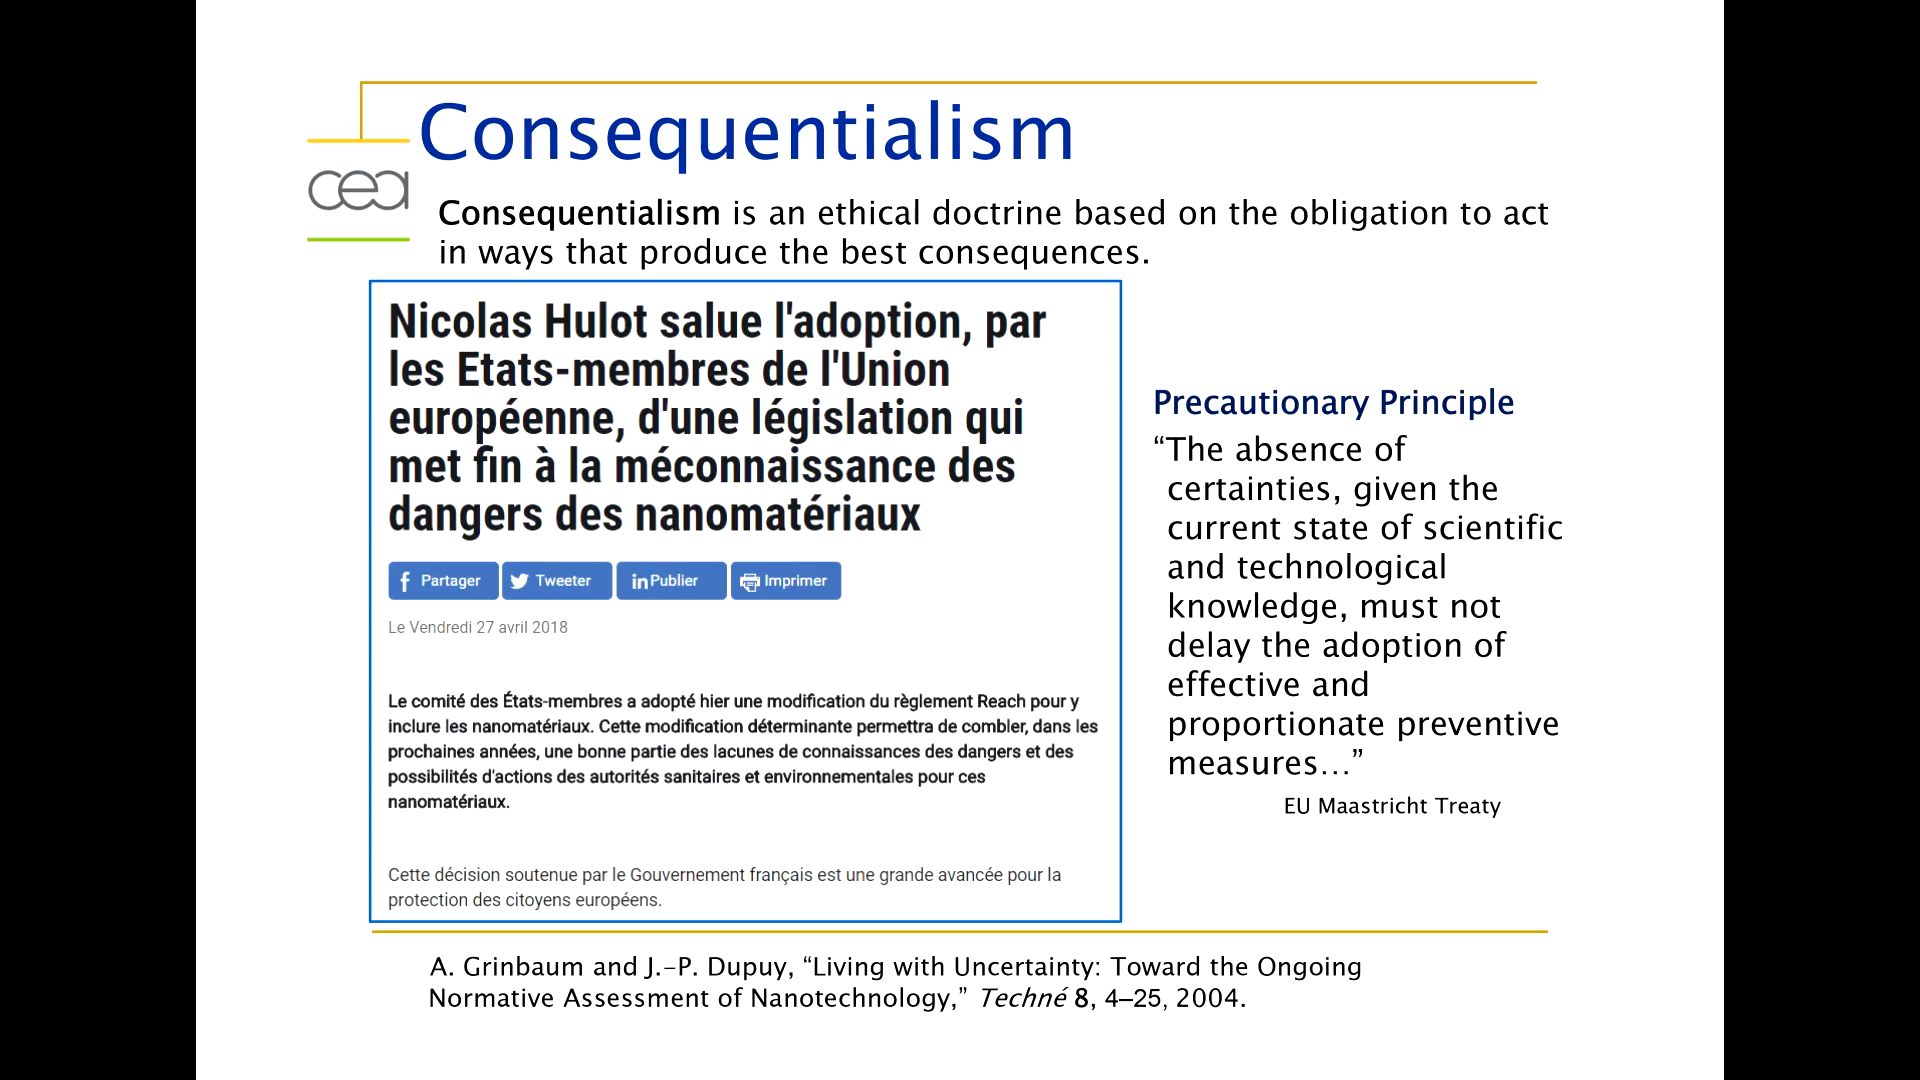 Consequentialism
cea
Consequentialism is an ethical doctrine based on the obligation to act
in ways that produce the best consequences.
Nicolas Hulot salue l'adoption, par
les Etats-membres de l'Union
européenne, d'une législation qui
met fin à la méconnaissance des
dangers des nanomatériaux
Partager Tweeter Publier Imprimer
Le Vendredi 27 avril 2018
Le comité des États-membres a adopté hier une modification du règlement Reach pour y
inclure les nanomatériaux. Cette modification déterminante permettra de combler, dans les
prochaines années, une bonne partie des lacunes de connaissances des dangers et des
possibilités d'actions des autorités sanitaires et environnementales pour ces
nanomatériaux.
Cette décision soutenue par le Gouvernement français est une grande avancée pour la
protection des citoyens européens.
Precautionary Principle
“The absence of
certainties, given the
current state of scientific
and technological
knowledge, must not
delay the adoption of
effective and
proportionate preventive
measures…”
EU Maastricht Treaty
A. Grinbaum and J.-P. Dupuy, “Living with Uncertainty: Toward the Ongoing
Normative Assessment of Nanotechnology,” Techné 8, 4–25, 2004.